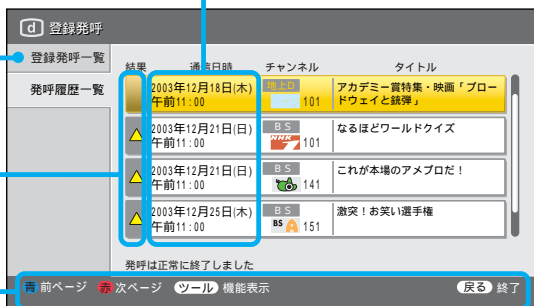 d 登録発呼
登録発呼一覧
発呼履歴一覧
結果 通信日時 チャンネル タイトル
2003年12月18日(木) 地上D アカデミー賞特集・映画「ブロー
午前11:00 101 ドウェイと銃弾」
2003年12月21日(日) BS なるほどワールドクイズ
午前11:00 101
2003年12月21日(日) BS これが本場のアメプロだ!
午前11:00 141
2003年12月25日(木) BS 激突!お笑い選手権
午前11:00 BS 151
発呼は正常に終了しました
青 前ページ 赤 次ページ ツール 機能表示 戻る 終了